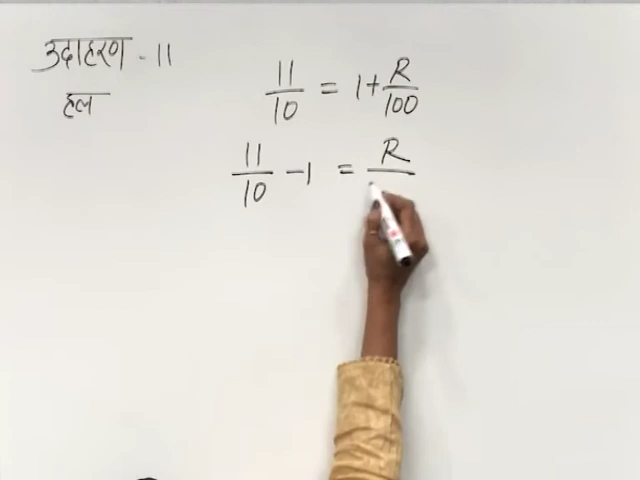 उदाहरण - 11
हल
11/10 = 1 + R/100
11/10 - 1 = R/